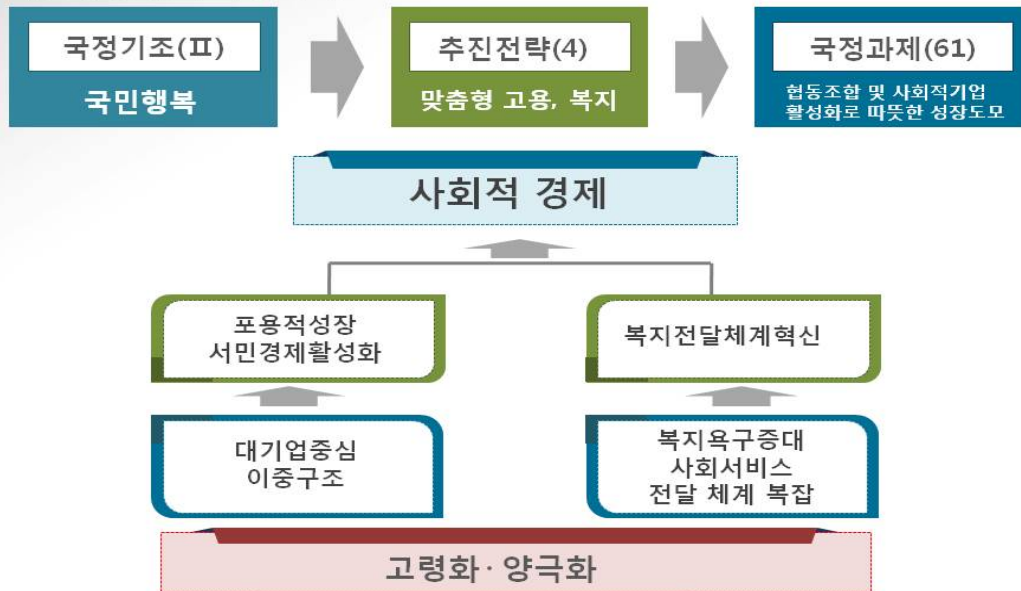 국정기조(Ⅱ)
국민행복
추진전략(4)
맞춤형 고용, 복지
국정과제(61)
협동조합 및 사회적기업
활성화로 따뜻한 성장도모
사회적 경제
포용적성장
서민경제활성화
복지전달체계혁신
대기업중심
이중구조
복지욕구증대
사회서비스
전달 체계 복잡
고령화· 양극화